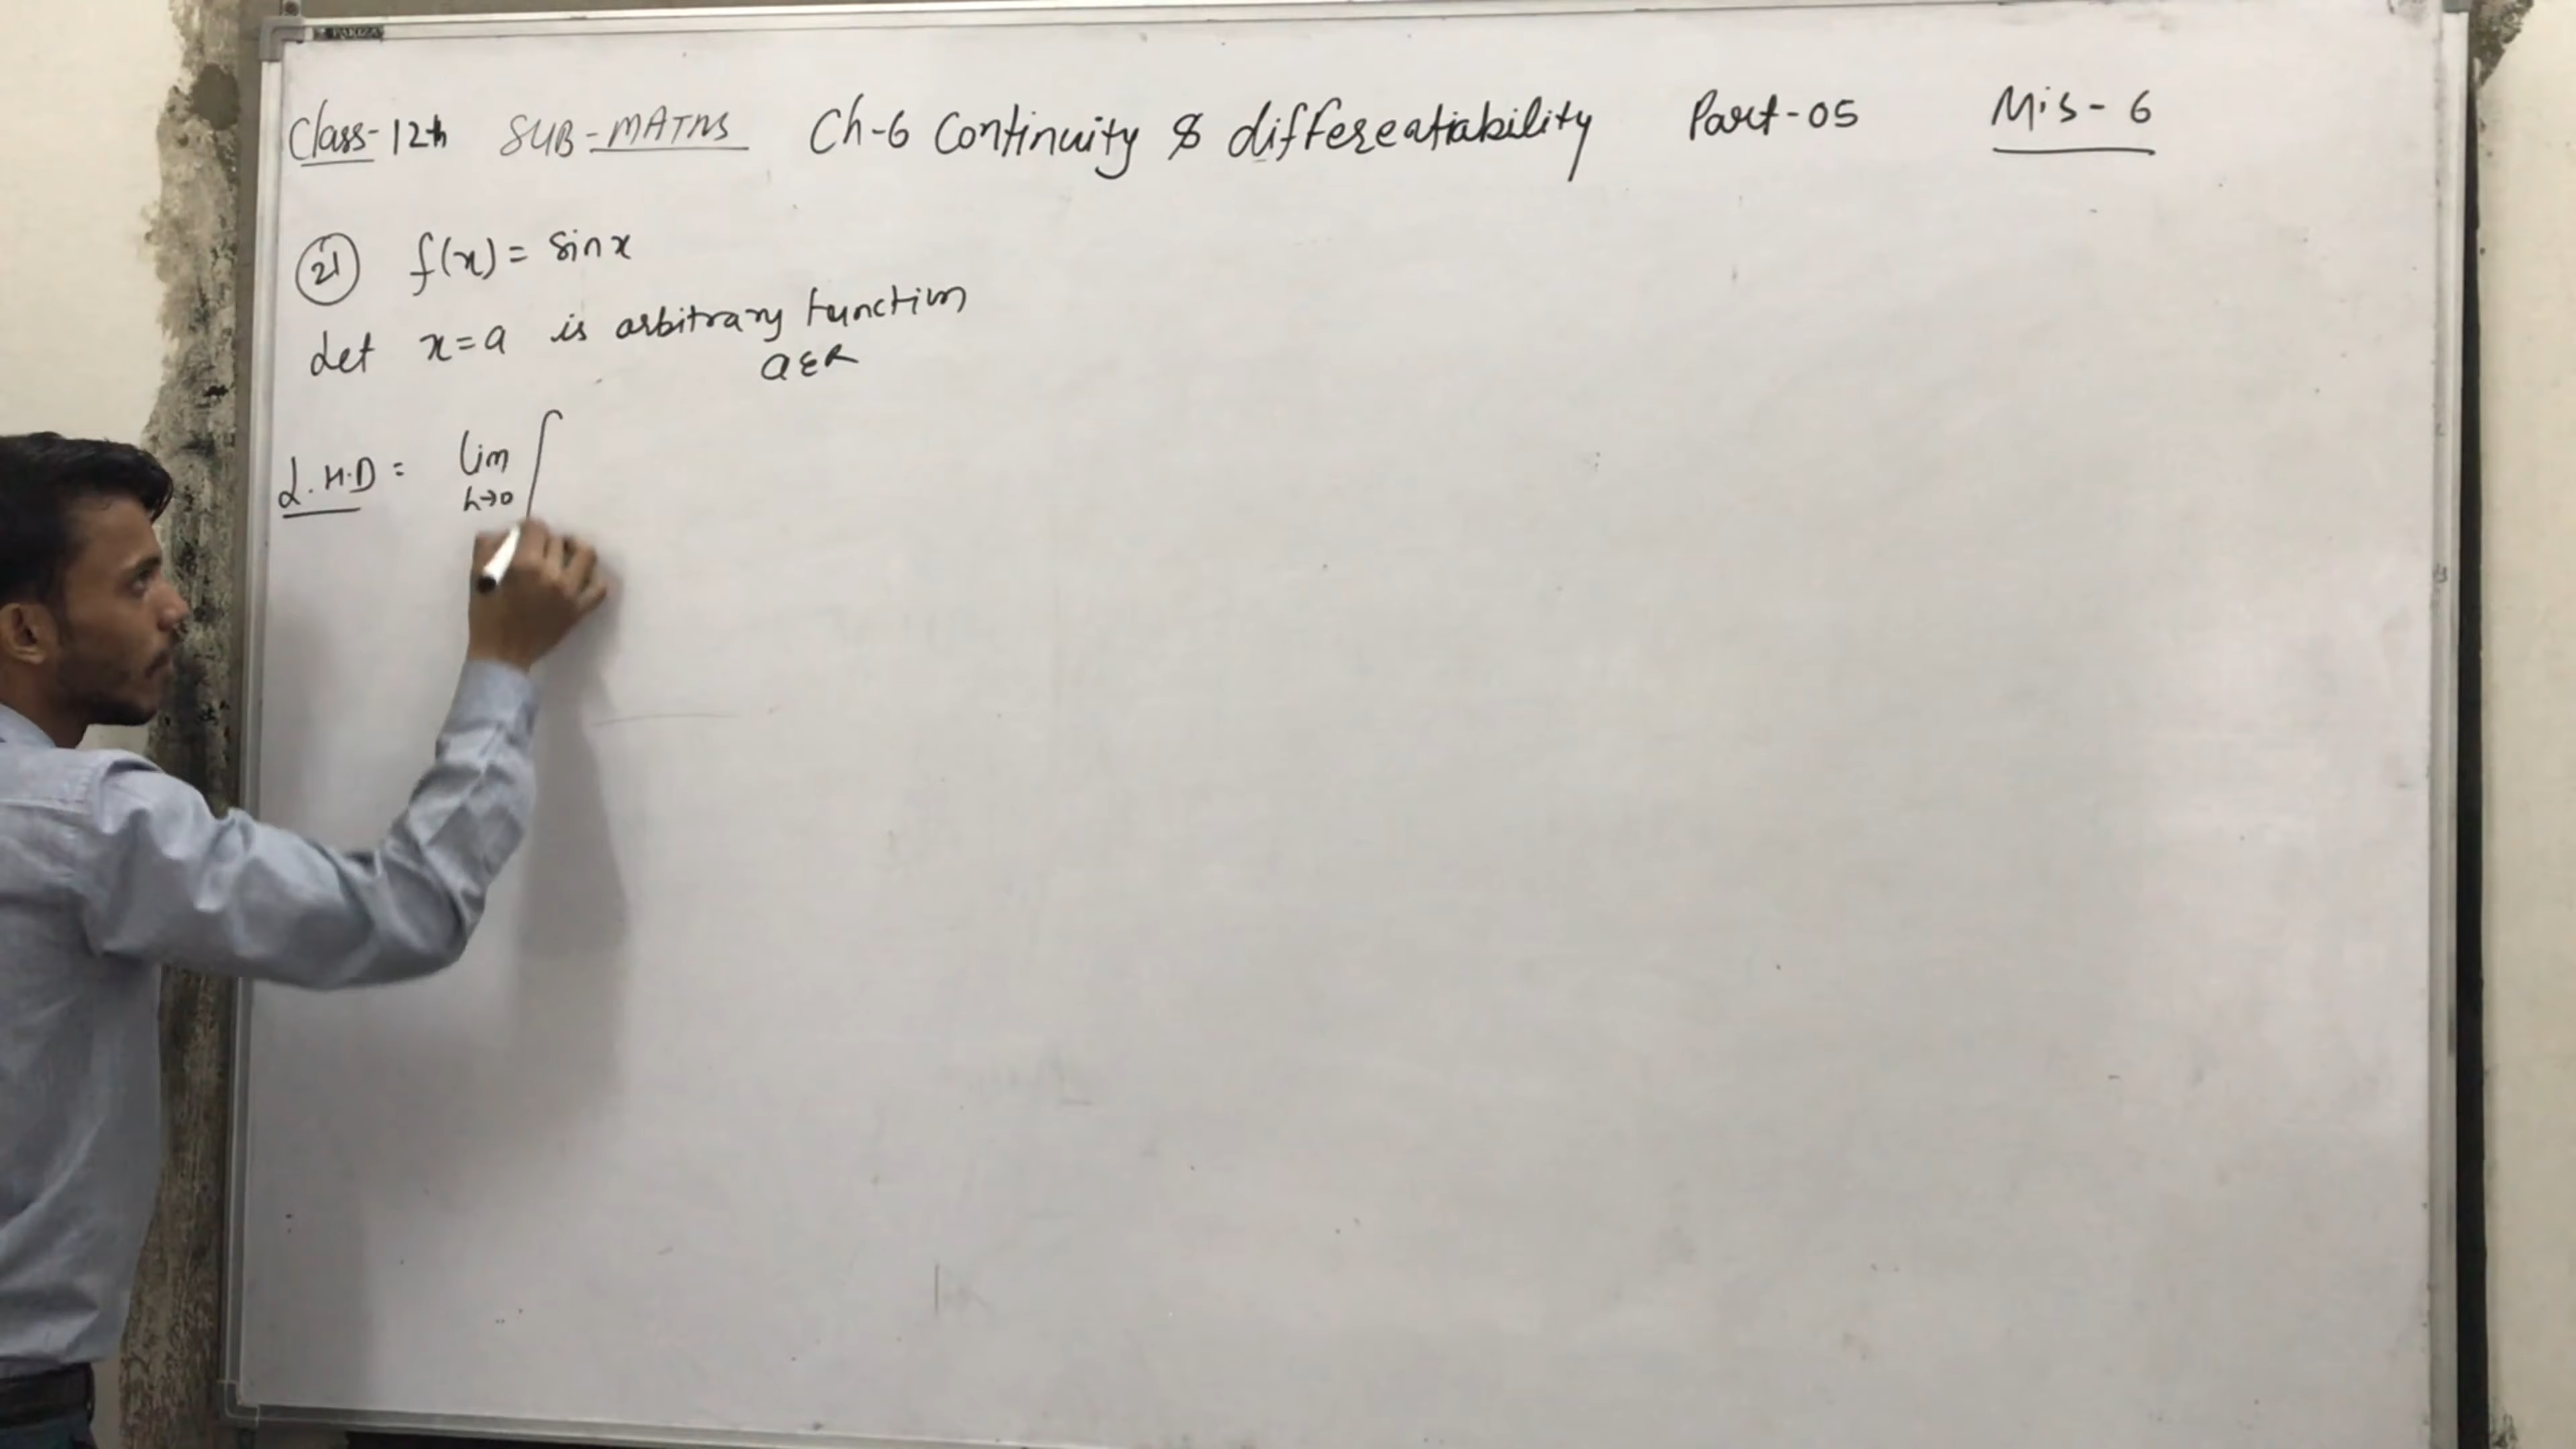 PARIZA
Class-12th SUB-MATHS Ch-6 Continuity & differeatiability Part-05 Mis-6
21 f(x) = sin x
Let x=a is arbitrary function
a∈R
L.H.D = lim
h→0